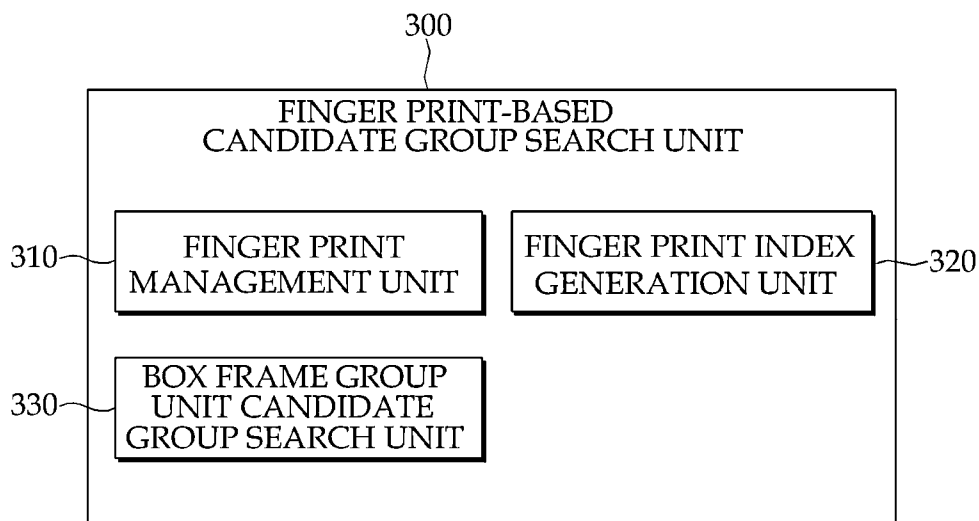 300
FINGER PRINT-BASED
CANDIDATE GROUP SEARCH UNIT
310
FINGER PRINT
MANAGEMENT UNIT
FINGER PRINT INDEX
GENERATION UNIT
320
330
BOX FRAME GROUP
UNIT CANDIDATE
GROUP SEARCH UNIT